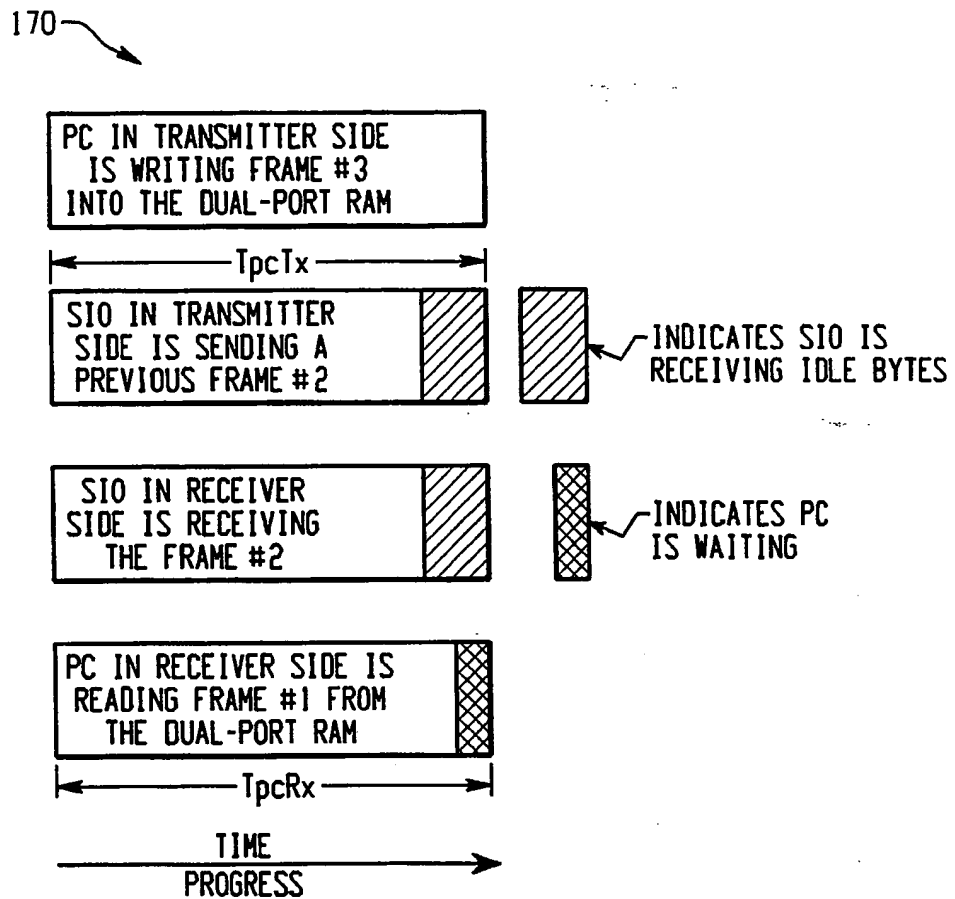 170
PC IN TRANSMITTER SIDE
IS WRITING FRAME #3
INTO THE DUAL-PORT RAM
TpcTx
SIO IN TRANSMITTER
SIDE IS SENDING A
PREVIOUS FRAME #2
INDICATES SIO IS
RECEIVING IDLE BYTES
SIO IN RECEIVER
SIDE IS RECEIVING
THE FRAME #2
INDICATES PC
IS WAITING
PC IN RECEIVER SIDE IS
READING FRAME #1 FROM
THE DUAL-PORT RAM
TpcRx
TIME
PROGRESS